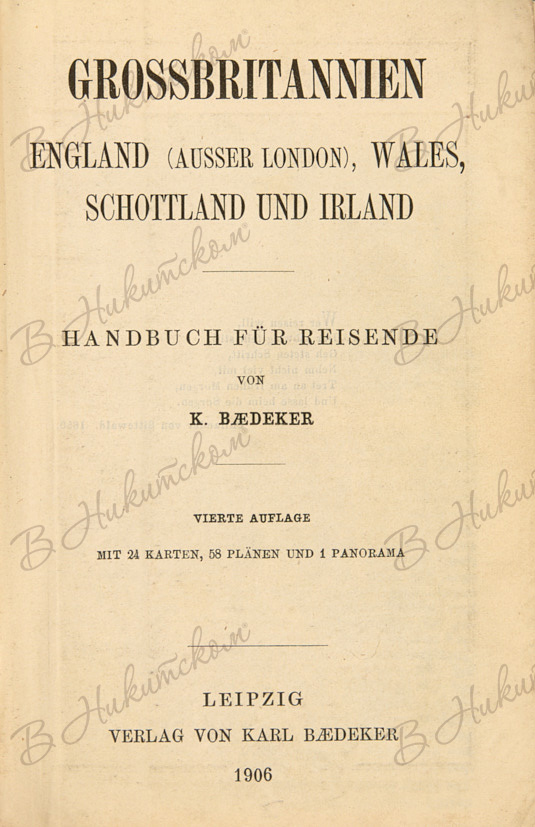 GROSSBRITANNIEN
ENGLAND (AUSSER LONDON), WALES,
SCHOTTLAND UND IRLAND
HANDBUCH FÜR REISENDE
VON
K. BÆDEKER
VIERTE AUFLAGE
MIT 24 KARTEN, 58 PLÄNEN UND 1 PANORAMA
LEIPZIG
VERLAG VON KARL BÆDEKER
1906
В Никитском